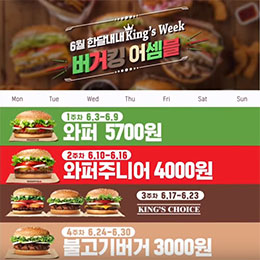 6월 한달내내 King's Week
버거킹 어셈블
Mon Tue Wed Thu Fri Sat Sun
1주차 6.3-6.9
와퍼 5700원
2주차 6.10-6.16
와퍼주니어 4000원
3주차 6.17-6.23
KING'S CHOICE
4주차 6.24-6.30
불고기버거 3000원